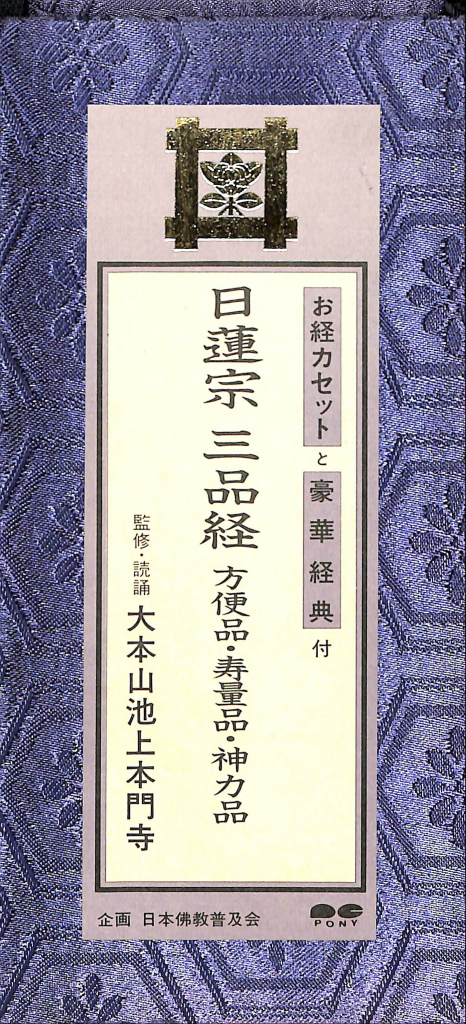 お経カセットと豪華経典付
日蓮宗 三品経 方便品・寿量品・神力品
監修・読誦 大本山池上本門寺
企画 日本佛教普及会
PONY